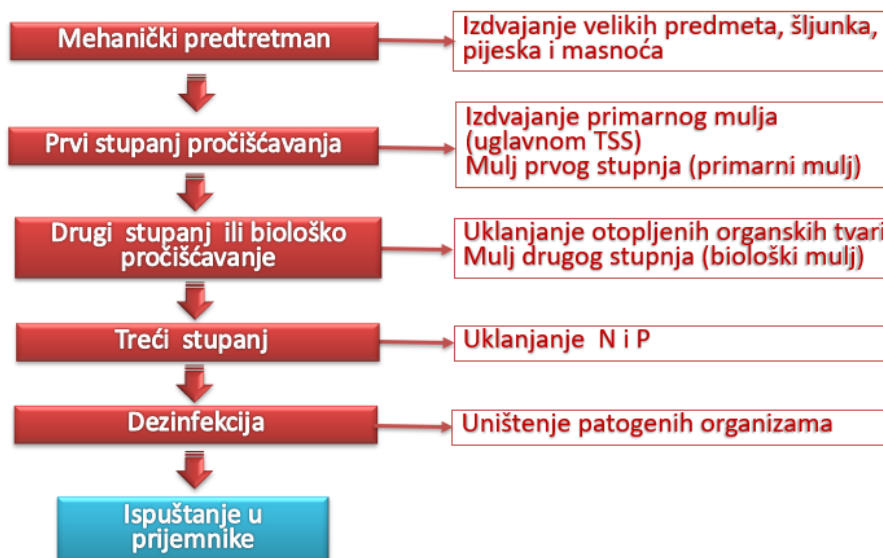 Mehanički predtretman
Izdvajanje velikih predmeta, šljunka,
pijeska i masnoća
Prvi stupanj pročišćavanja
Izdvajanje primarnog mulja
(uglavnom TSS)
Mulj prvog stupnja (primarni mulj)
Drugi stupanj ili biološko
pročišćavanje
Uklanjanje otopljenih organskih tvari
Mulj drugog stupnja (biološki mulj)
Treći stupanj
Uklanjanje N i P
Dezinfekcija
Uništenje patogenih organizama
Ispuštanje u
prijemnike